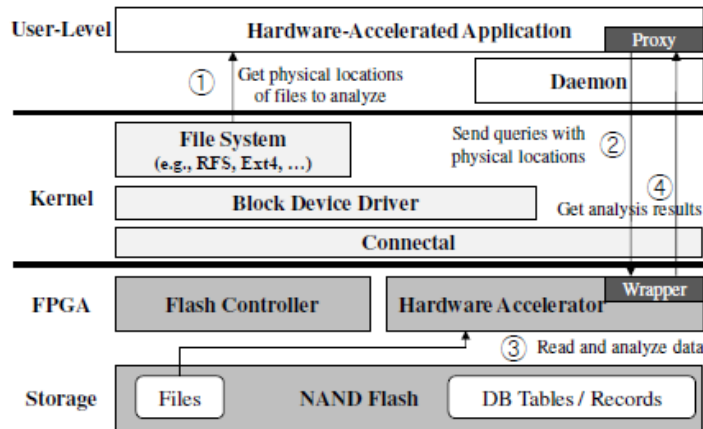 User-Level
Hardware-Accelerated Application
Proxy
① Get physical locations
of files to analyze
Daemon
File System
(e.g., RFS, Ext4, …)
Send queries with ②
physical locations
④
Kernel
Block Device Driver
Get analysis results
Connectal
FPGA
Flash Controller
Hardware Accelerator
Wrapper
③ Read and analyze data
Storage
Files
NAND Flash
DB Tables / Records